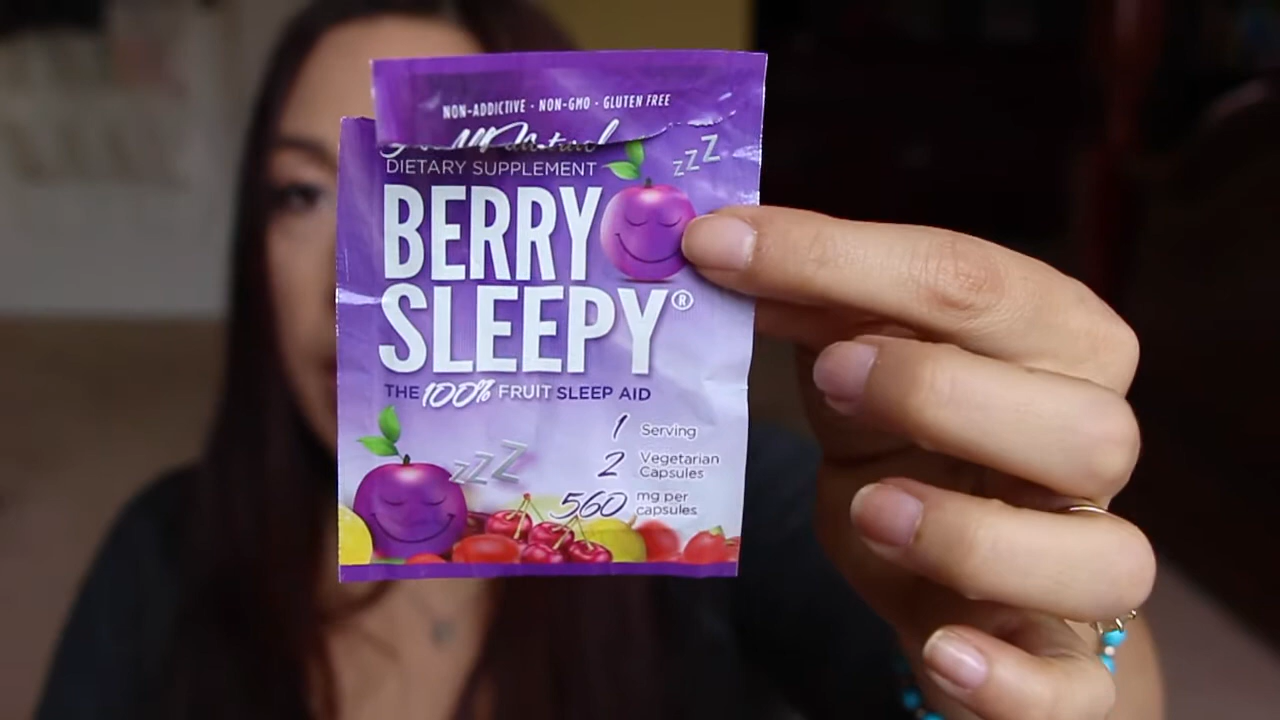 NON-ADDICTIVE - NON-GMO - GLUTEN FREE
Natural
DIETARY SUPPLEMENT
BERRY
SLEEPY®
THE 100% FRUIT SLEEP AID
1 Serving
2 Vegetarian
Capsules
560 mg per
capsules
zZZ
zZZ